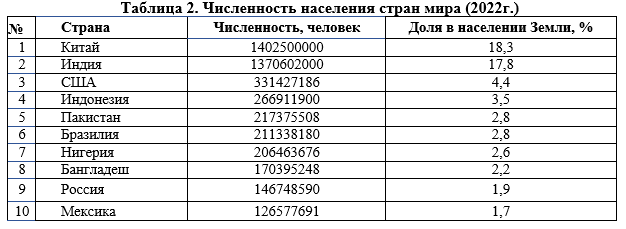 Таблица 2. Численность населения стран мира (2022г.)
№ Страна Численность, человек Доля в населении Земли, %
1 Китай 1402500000 18,3
2 Индия 1370602000 17,8
3 США 331427186 4,4
4 Индонезия 266911900 3,5
5 Пакистан 217375508 2,8
6 Бразилия 211338180 2,8
7 Нигерия 206463676 2,6
8 Бангладеш 170395248 2,2
9 Россия 146748590 1,9
10 Мексика 126577691 1,7